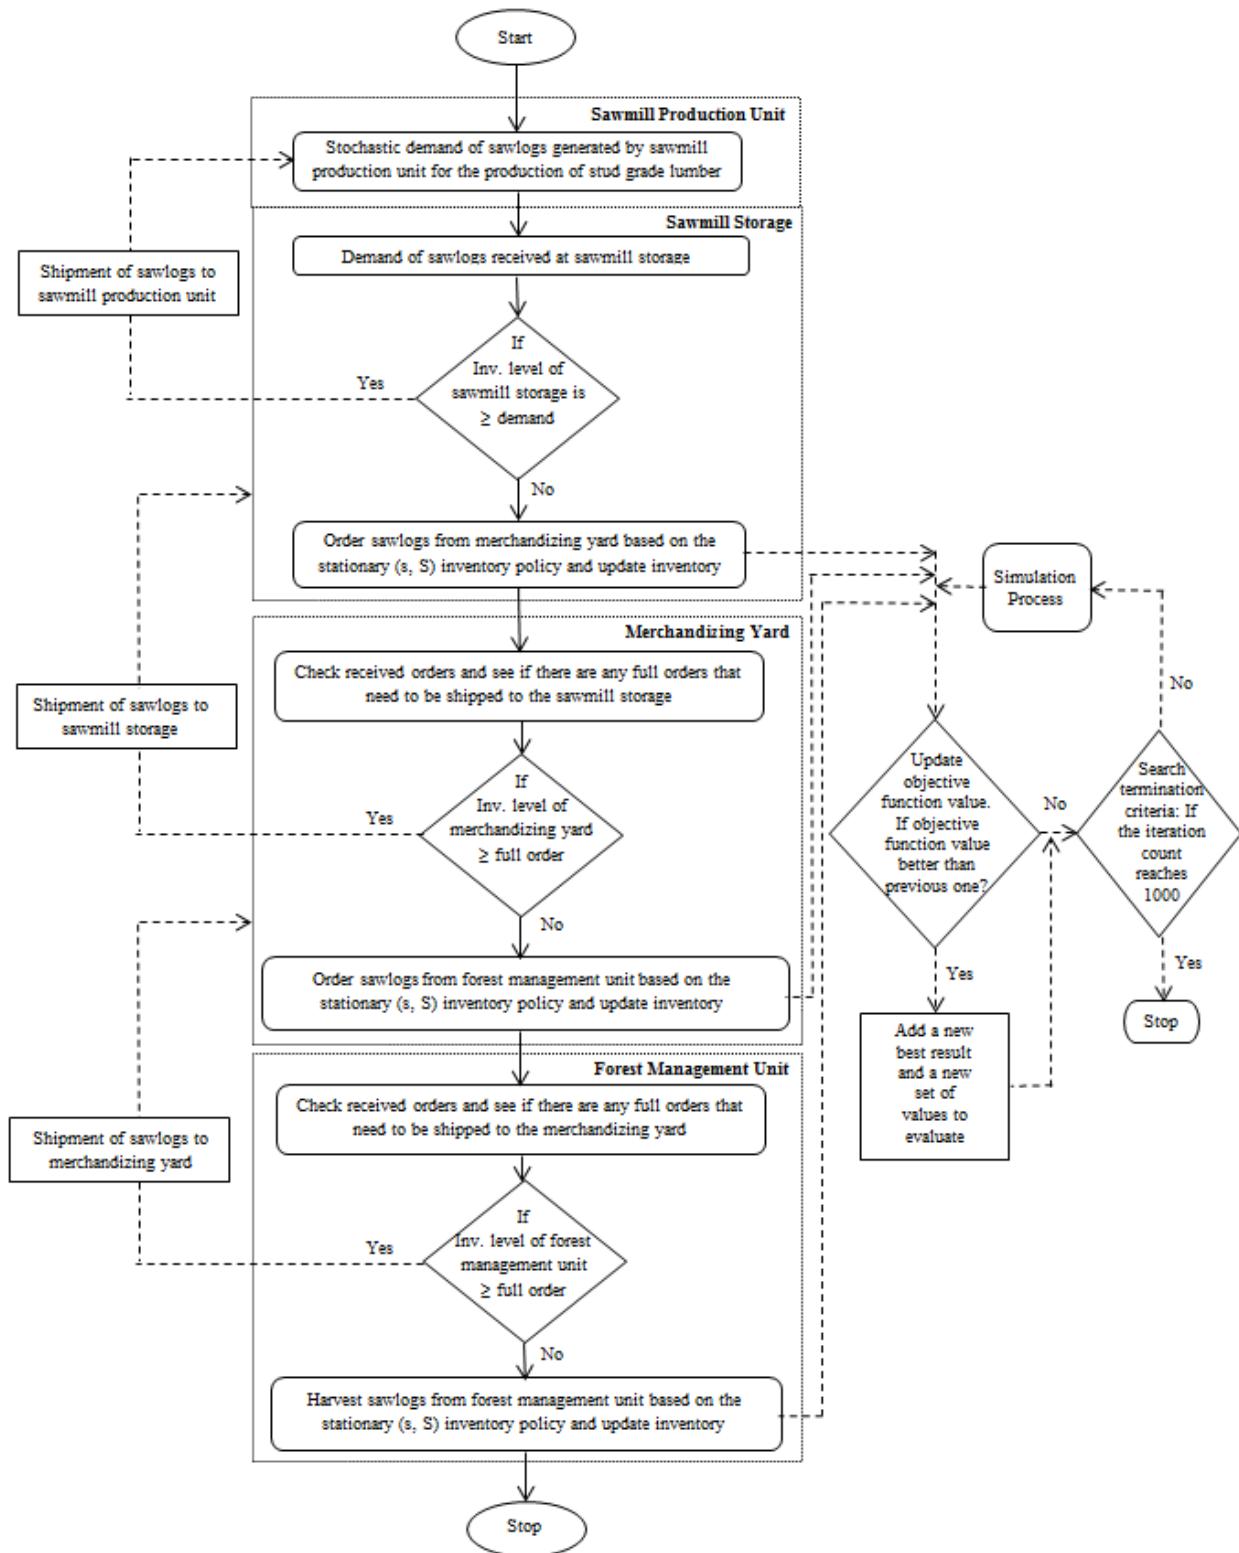 Start
Sawmill Production Unit
Stochastic demand of sawlogs generated by sawmill
production unit for the production of stud grade lumber
Sawmill Storage
Demand of sawlogs received at sawmill storage
Shipment of sawlogs to
sawmill production unit
If
Inv. level of
sawmill storage is
≥ demand
Yes
No
Order sawlogs from merchandizing yard based on the
stationary (s, S) inventory policy and update inventory
Merchandizing Yard
Check received orders and see if there are any full orders that
need to be shipped to the sawmill storage
Shipment of sawlogs to
sawmill storage
If
Inv. level of
merchandizing yard
≥ full order
Yes
No
Order sawlogs from forest management unit based on the
stationary (s, S) inventory policy and update inventory
Forest Management Unit
Check received orders and see if there are any full orders that
need to be shipped to the merchandizing yard
Shipment of sawlogs to
merchandizing yard
If
Inv. level of forest
management unit
≥ full order
Yes
No
Harvest sawlogs from forest management unit based on the
stationary (s, S) inventory policy and update inventory
Stop
Simulation
Process
No
Update
objective
function value.
If objective
function value
better than
previous one?
No
Search
termination
criteria: If
the iteration
count
reaches
1000
Yes
Yes
Add a new
best result
and a new
set of
values to
evaluate
Stop